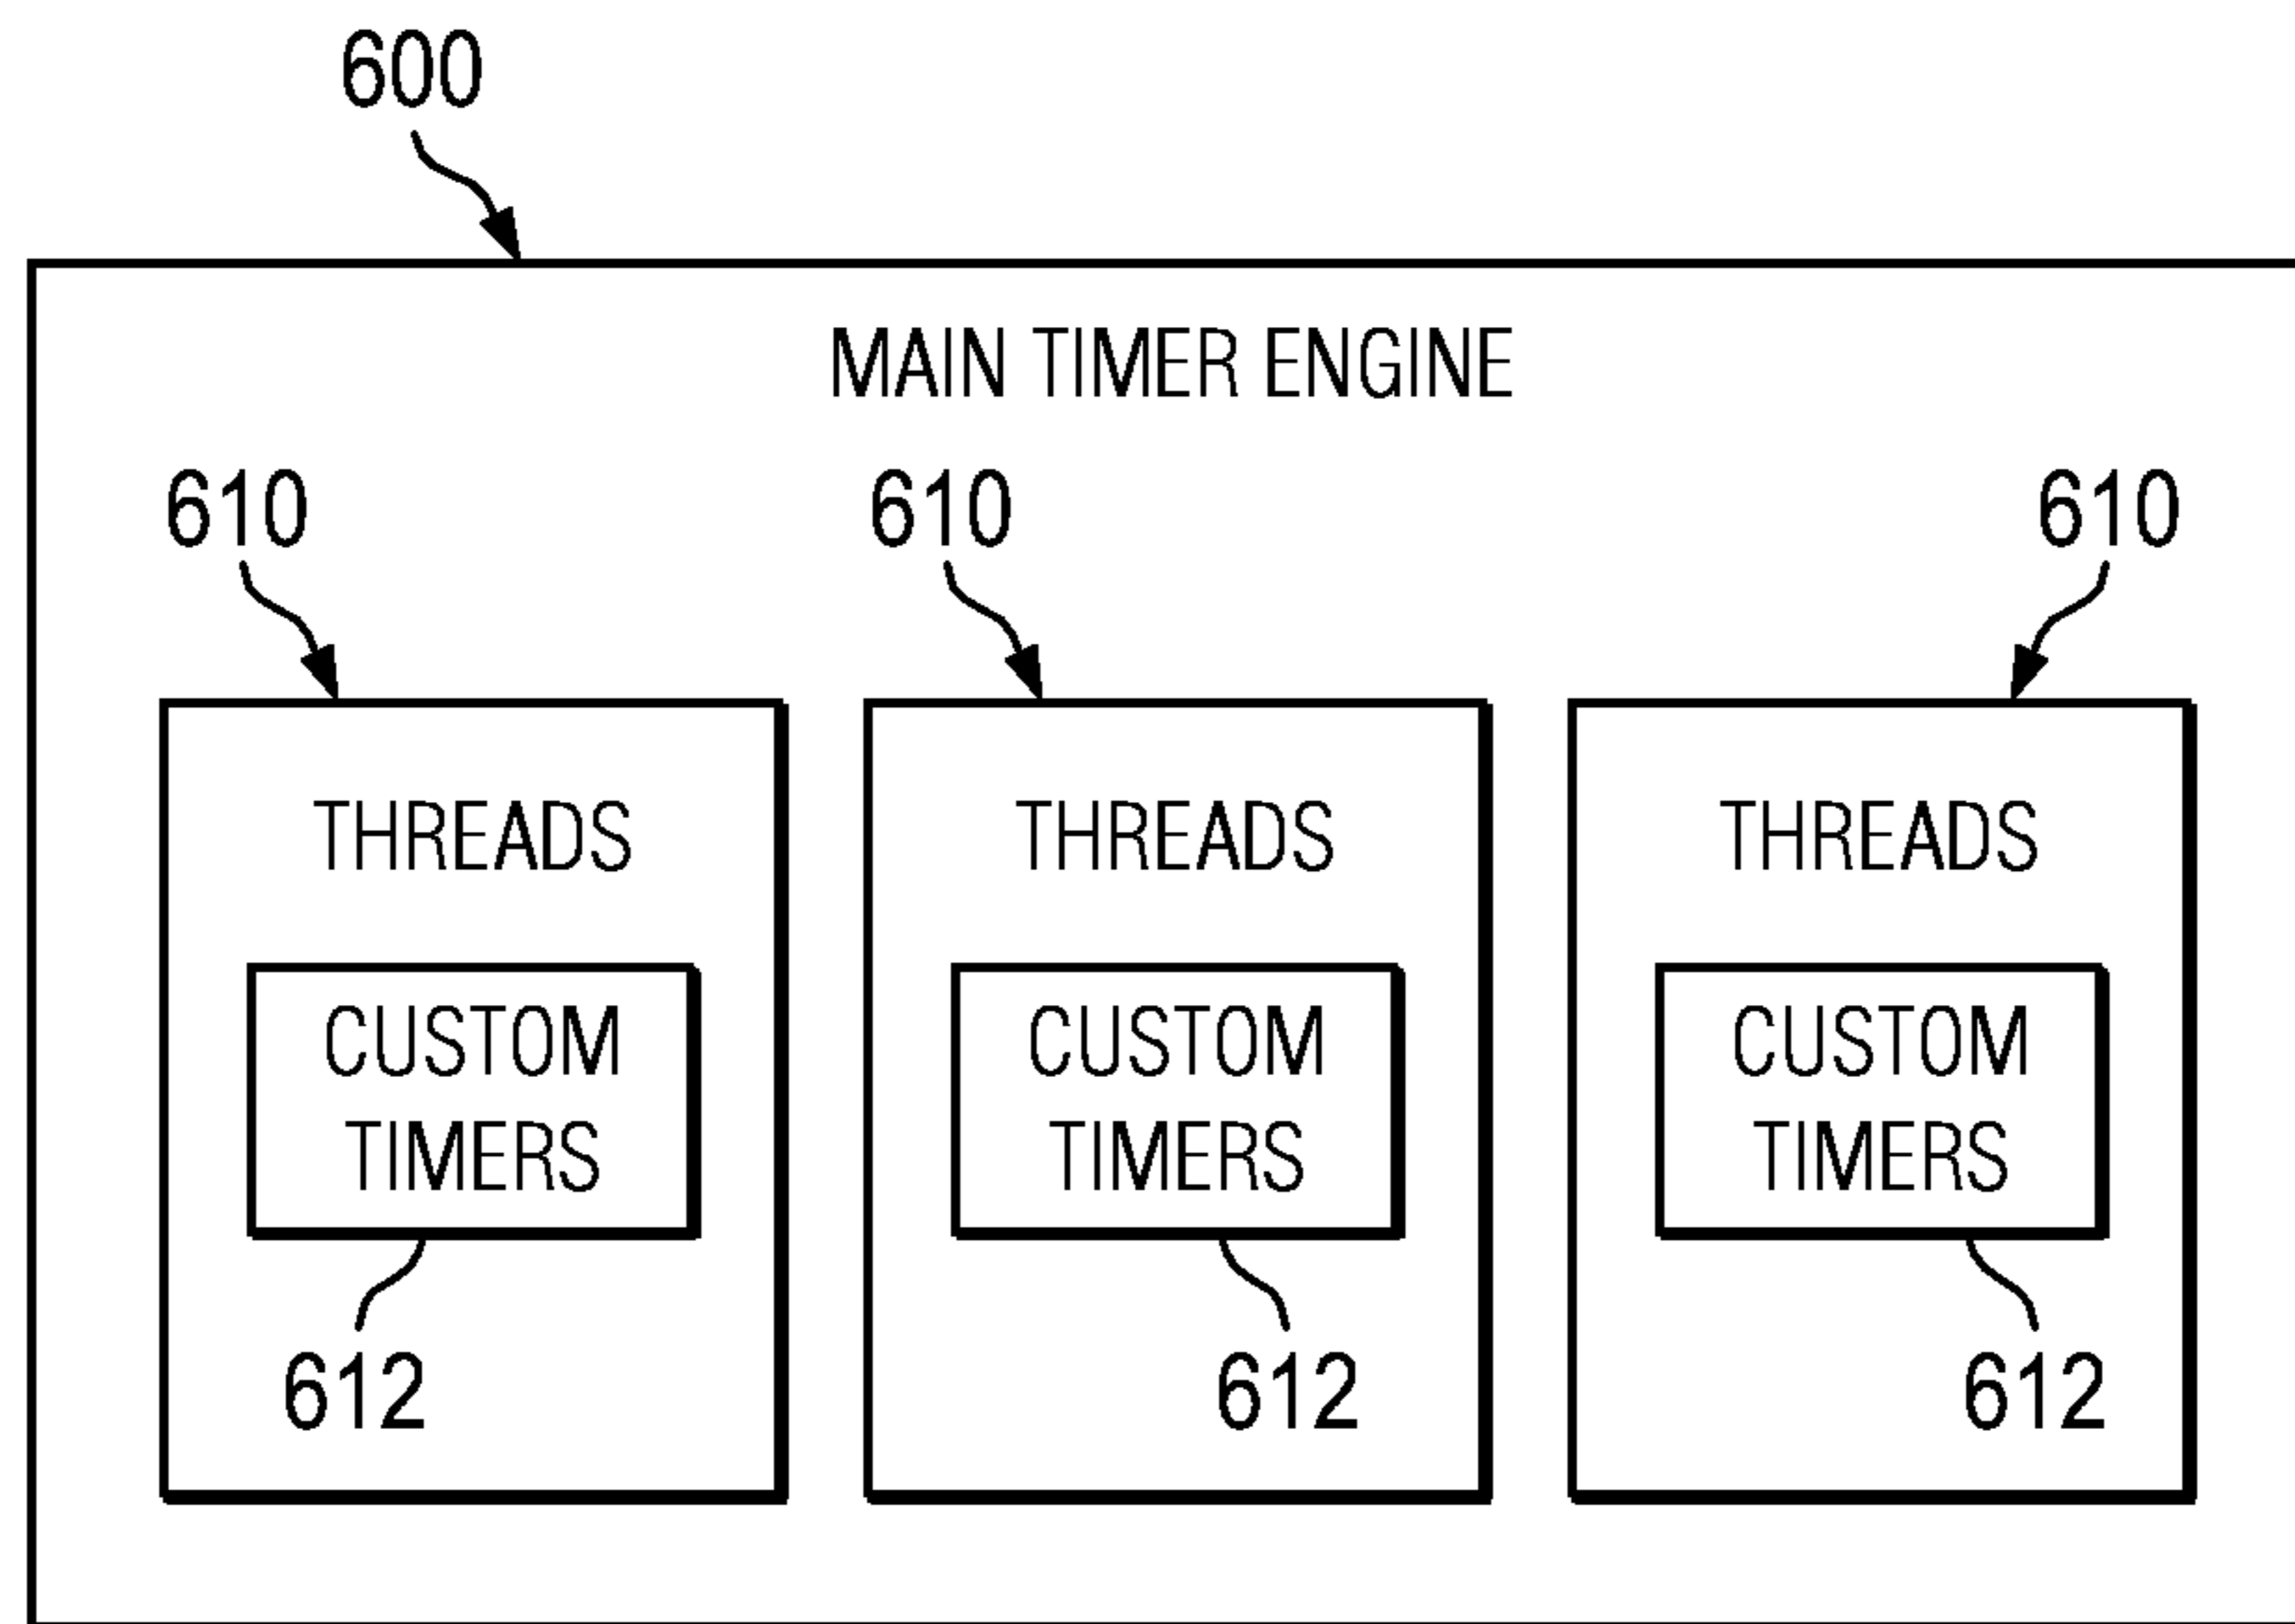 600
MAIN TIMER ENGINE
610 610 610
THREADS THREADS THREADS
CUSTOM CUSTOM CUSTOM
TIMERS TIMERS TIMERS
612 612 612